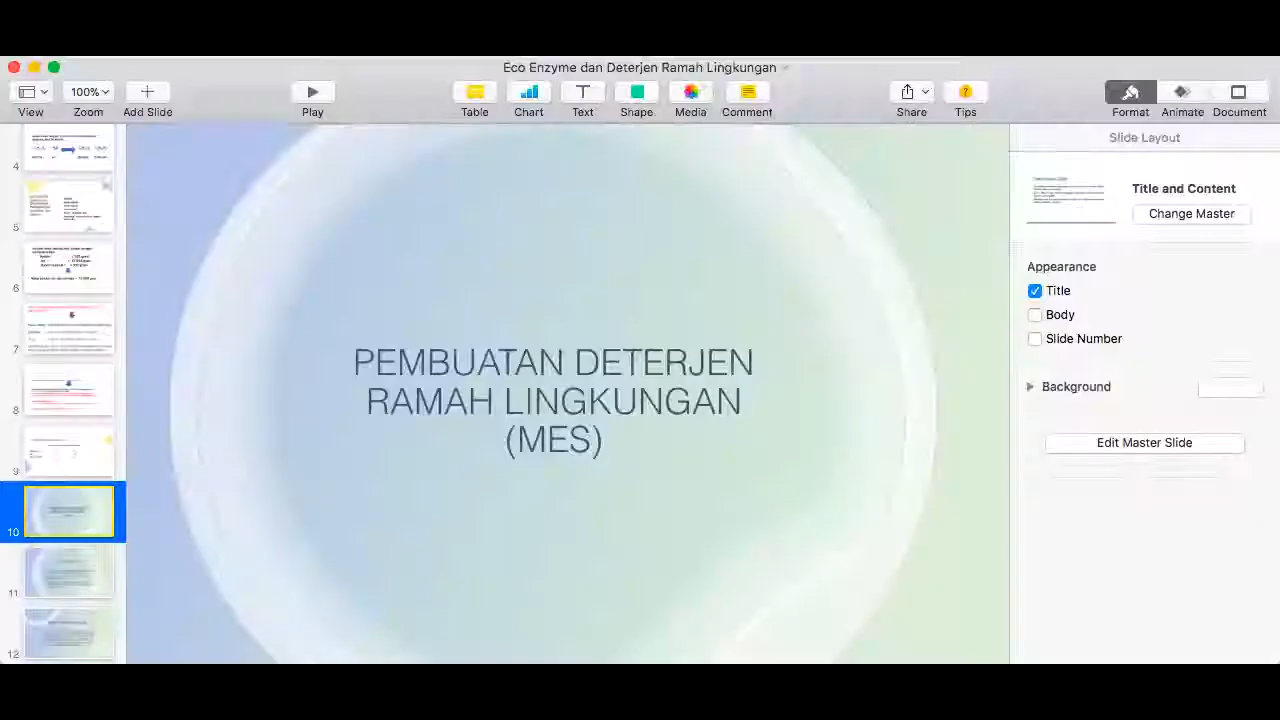 Eco Enzyme dan Deterjen Ramah Lingkungan
100%
View
Zoom
Add Slide
Play
Table
Chart
Text
Shape
Media
Comment
Share
Tips
Format
Animate
Document
Slide Layout
Title and Content
Change Master
Appearance
Title
Body
Slide Number
Background
Edit Master Slide
4
5
6
7
8
9
10
11
12
PEMBUATAN DETERJEN
RAMAH LINGKUNGAN
(MES)